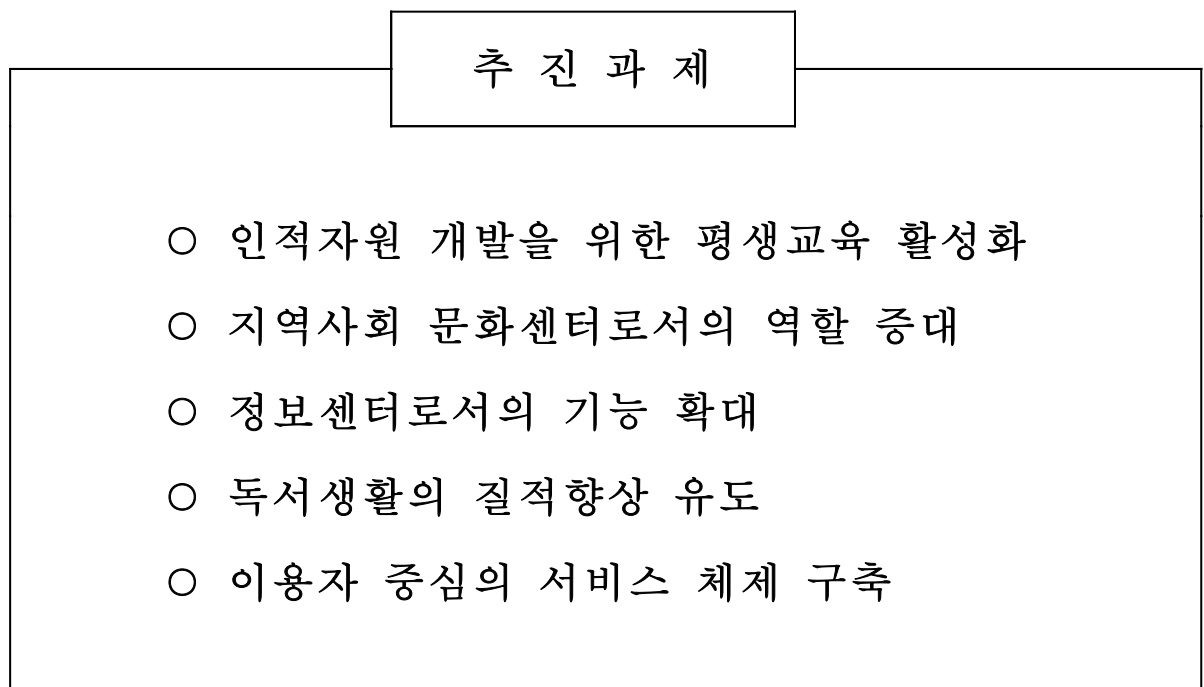 추 진 과 제
○ 인적자원 개발을 위한 평생교육 활성화
○ 지역사회 문화센터로서의 역할 증대
○ 정보센터로서의 기능 확대
○ 독서생활의 질적향상 유도
○ 이용자 중심의 서비스 체제 구축